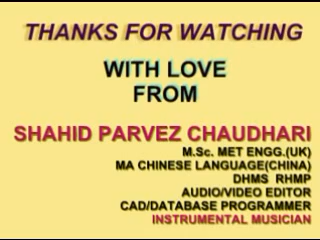 THANKS FOR WATCHING
WITH LOVE
FROM
SHAHID PARVEZ CHAUDHARI
M.Sc. MET ENGG.(UK)
MA CHINESE LANGUAGE(CHINA)
DHMS RHMP
AUDIO/VIDEO EDITOR
CAD/DATABASE PROGRAMMER
INSTRUMENTAL MUSICIAN